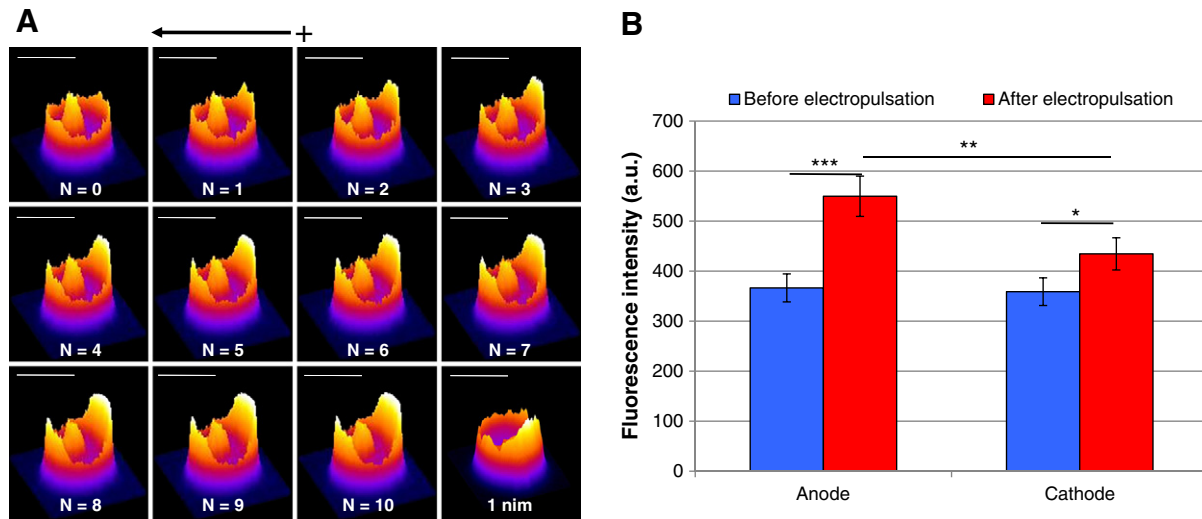 A
+
N = 0
N = 1
N = 2
N = 3
N = 4
N = 5
N = 6
N = 7
N = 8
N = 9
N = 10
1 nim
B
Before electropulsation
After electropulsation
Fluorescence intensity (a.u.)
700
600
500
400
300
200
100
0
***
**
*
Anode
Cathode